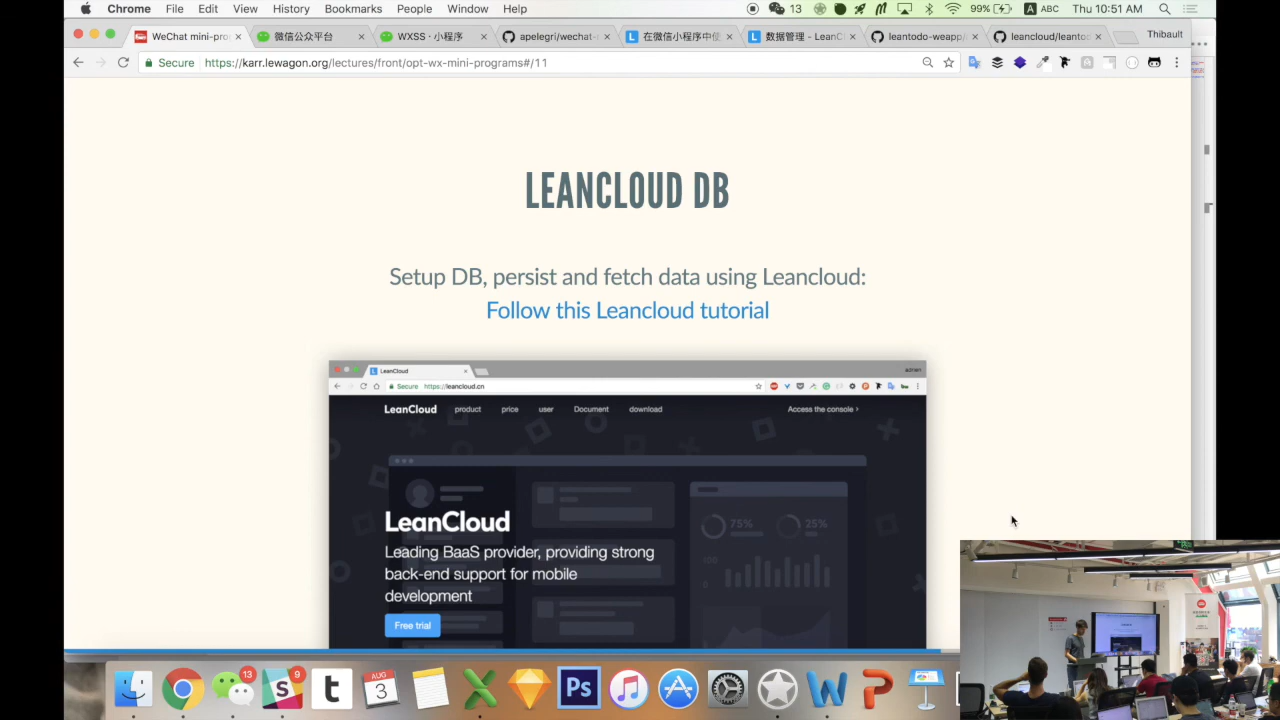 Chrome File Edit View History Bookmarks People Window Help 13 99% A ABC Thu 10:51 AM
WeChat mini-pro 微信公众平台 WXSS · 小程序 apelegri/wechat- 在微信小程序中使 数据管理 - LeanC leantodo-weapp/ leancloud/leanto Thibault
Secure https://karr.lewagon.org/lectures/front/opt-wx-mini-programs#/11
LEANCLOUD DB
Setup DB, persist and fetch data using Leancloud:
Follow this Leancloud tutorial
LeanCloud adrien
Secure https://leancloud.cn
LeanCloud product price user Document download Access the console ›
75% 25%
LeanCloud
Leading BaaS provider, providing strong
back-end support for mobile
development
Free trial
13 9 t AUG 3 Ps W P